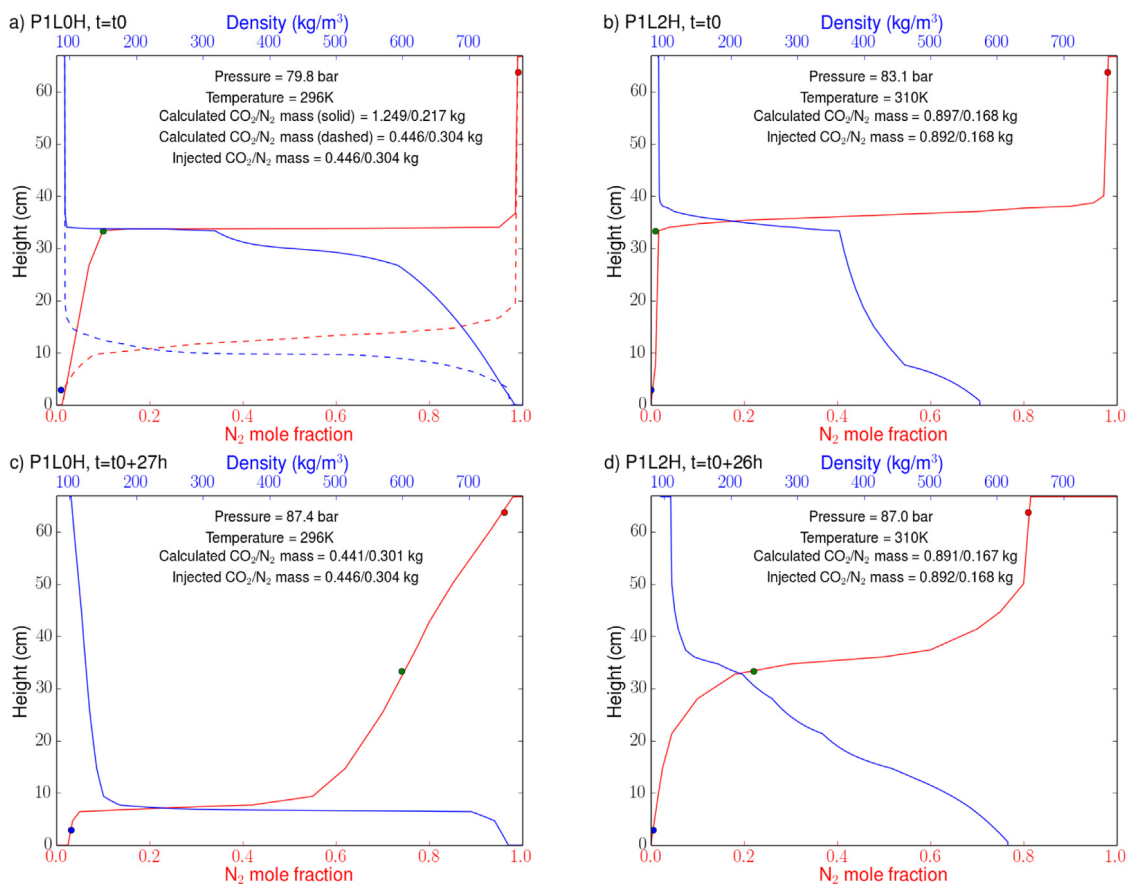 a) P1L0H, t=t0
Density (kg/m³)
100 200 300 400 500 600 700
Pressure = 79.8 bar
Temperature = 296K
Calculated CO₂/N₂ mass (solid) = 1.249/0.217 kg
Calculated CO₂/N₂ mass (dashed) = 0.446/0.304 kg
Injected CO₂/N₂ mass = 0.446/0.304 kg
Height (cm)
60
50
40
30
20
10
0
0.0 0.2 0.4 0.6 0.8 1.0
N₂ mole fraction
b) P1L2H, t=t0
Density (kg/m³)
100 200 300 400 500 600 700
Pressure = 83.1 bar
Temperature = 310K
Calculated CO₂/N₂ mass = 0.897/0.168 kg
Injected CO₂/N₂ mass = 0.892/0.168 kg
Height (cm)
60
50
40
30
20
10
0
0.0 0.2 0.4 0.6 0.8 1.0
N₂ mole fraction
c) P1L0H, t=t0+27h
Density (kg/m³)
100 200 300 400 500 600 700
Pressure = 87.4 bar
Temperature = 296K
Calculated CO₂/N₂ mass = 0.441/0.301 kg
Injected CO₂/N₂ mass = 0.446/0.304 kg
Height (cm)
60
50
40
30
20
10
0
0.0 0.2 0.4 0.6 0.8 1.0
N₂ mole fraction
d) P1L2H, t=t0+26h
Density (kg/m³)
100 200 300 400 500 600 700
Pressure = 87.0 bar
Temperature = 310K
Calculated CO₂/N₂ mass = 0.891/0.167 kg
Injected CO₂/N₂ mass = 0.892/0.168 kg
Height (cm)
60
50
40
30
20
10
0
0.0 0.2 0.4 0.6 0.8 1.0
N₂ mole fraction